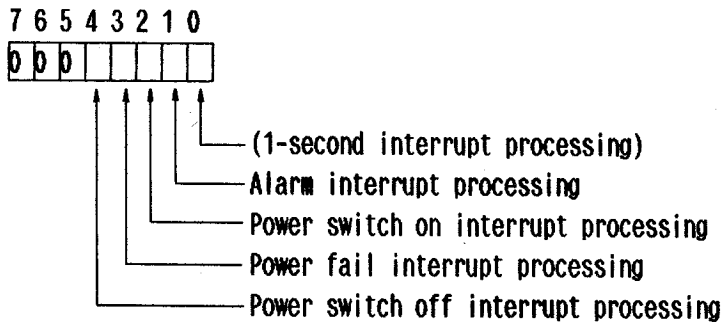 7 6 5 4 3 2 1 0
0 0 0
(1-second interrupt processing)
Alarm interrupt processing
Power switch on interrupt processing
Power fail interrupt processing
Power switch off interrupt processing